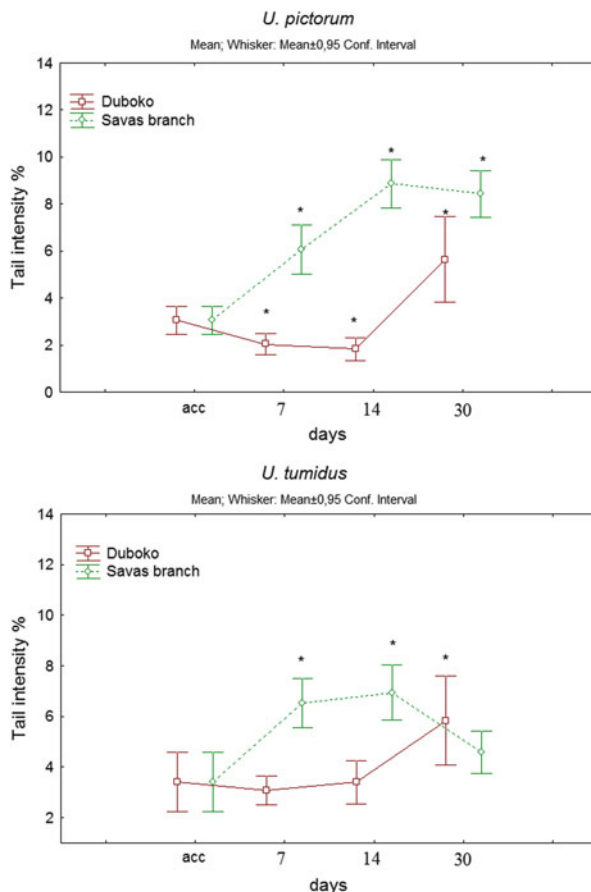 U. pictorum
Mean; Whisker: Mean±0,95 Conf. Interval
14
Duboko
12
Savas branch
10
*
*
8
*
*
6
4
*
*
2
0
Tail intensity %
acc 7 14 30
days
U. tumidus
Mean; Whisker: Mean±0,95 Conf. Interval
14
Duboko
Savas branch
12
10
*
*
*
8
6
4
2
Tail intensity %
acc 7 14 30
days